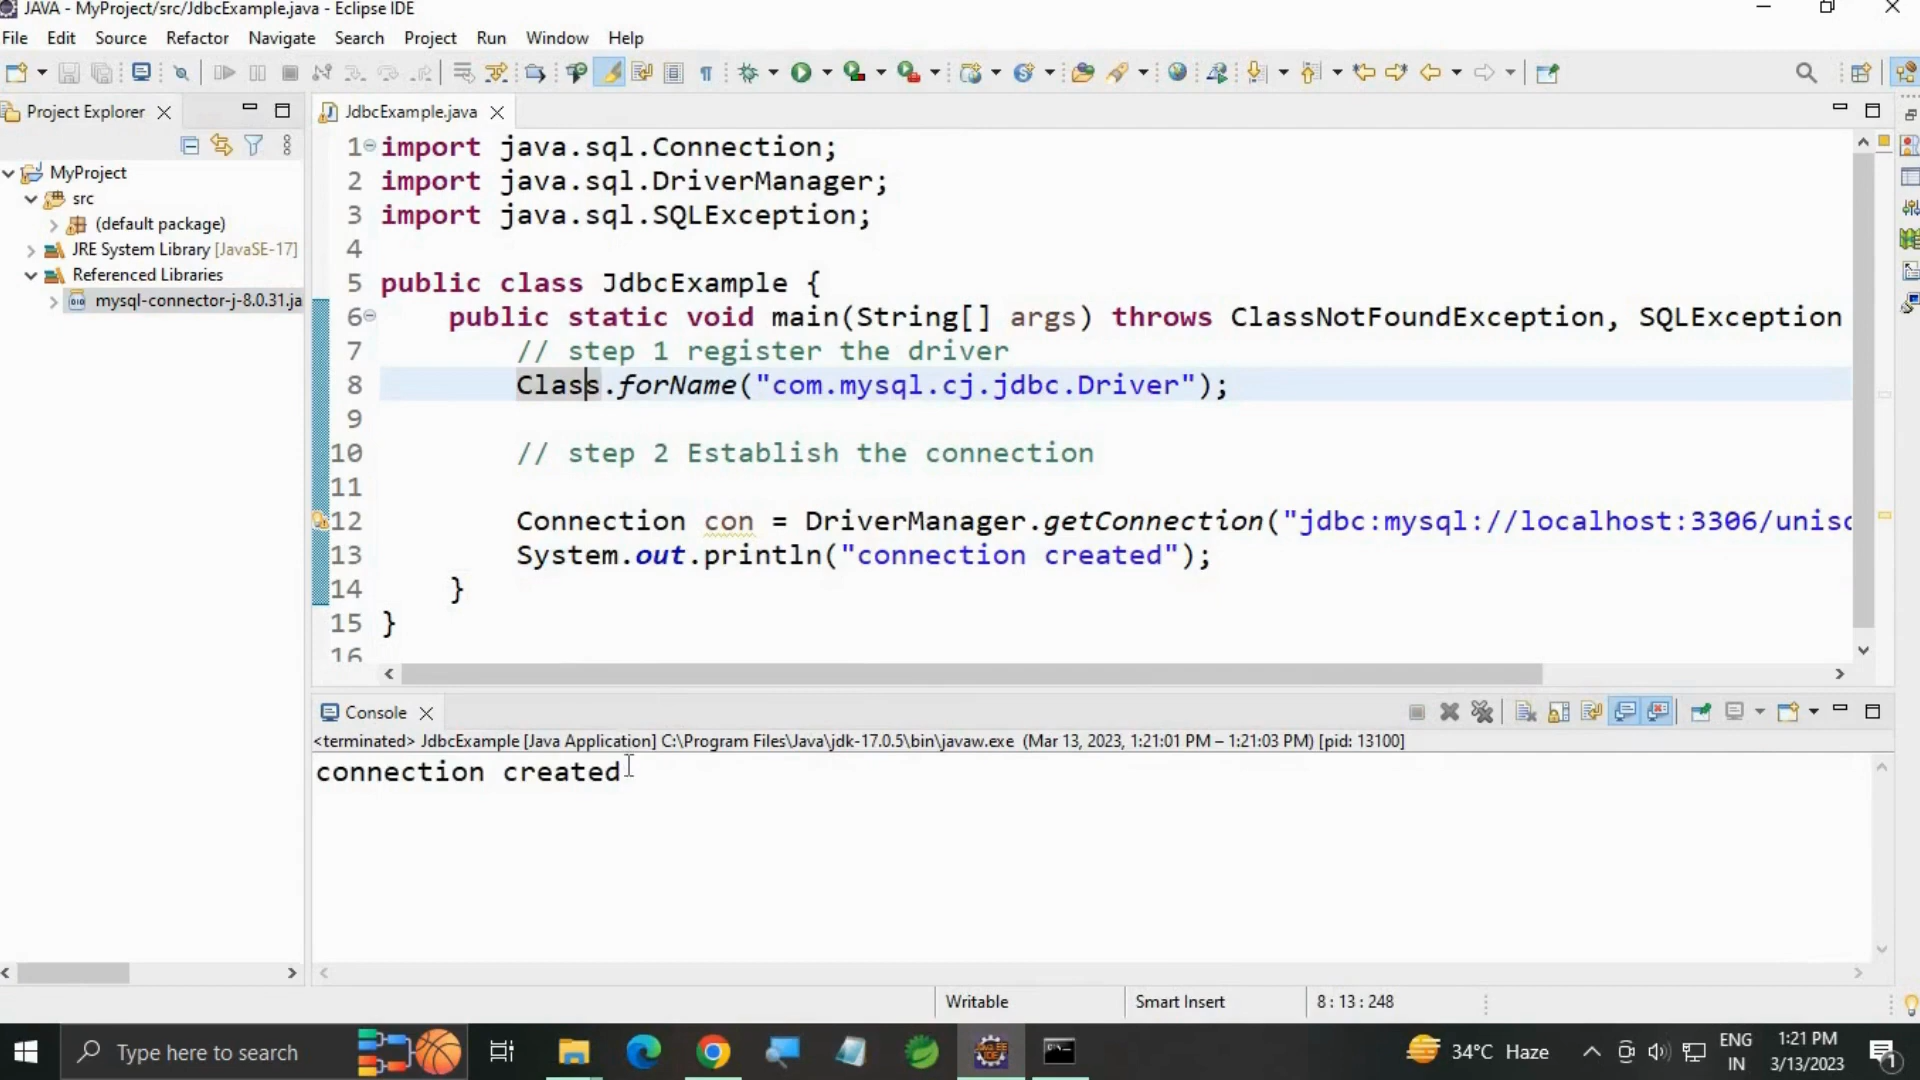 JAVA - MyProject/src/JdbcExample.java - Eclipse IDE
File Edit Source Refactor Navigate Search Project Run Window Help
Project Explorer
MyProject
src
(default package)
JRE System Library [JavaSE-17]
Referenced Libraries
mysql-connector-j-8.0.31.ja
JdbcExample.java
1 import java.sql.Connection;
2 import java.sql.DriverManager;
3 import java.sql.SQLException;
4
5 public class JdbcExample {
6 public static void main(String[] args) throws ClassNotFoundException, SQLException
7 // step 1 register the driver
8 Class.forName("com.mysql.cj.jdbc.Driver");
9
10 // step 2 Establish the connection
11
12 Connection con = DriverManager.getConnection("jdbc:mysql://localhost:3306/unisc
13 System.out.println("connection created");
14 }
15 }
16
Console
<terminated> JdbcExample [Java Application] C:\Program Files\Java\jdk-17.0.5\bin\javaw.exe (Mar 13, 2023, 1:21:01 PM – 1:21:03 PM) [pid: 13100]
connection created
Writable Smart Insert 8 : 13 : 248
Type here to search
34°C Haze
ENG
IN
1:21 PM
3/13/2023
1